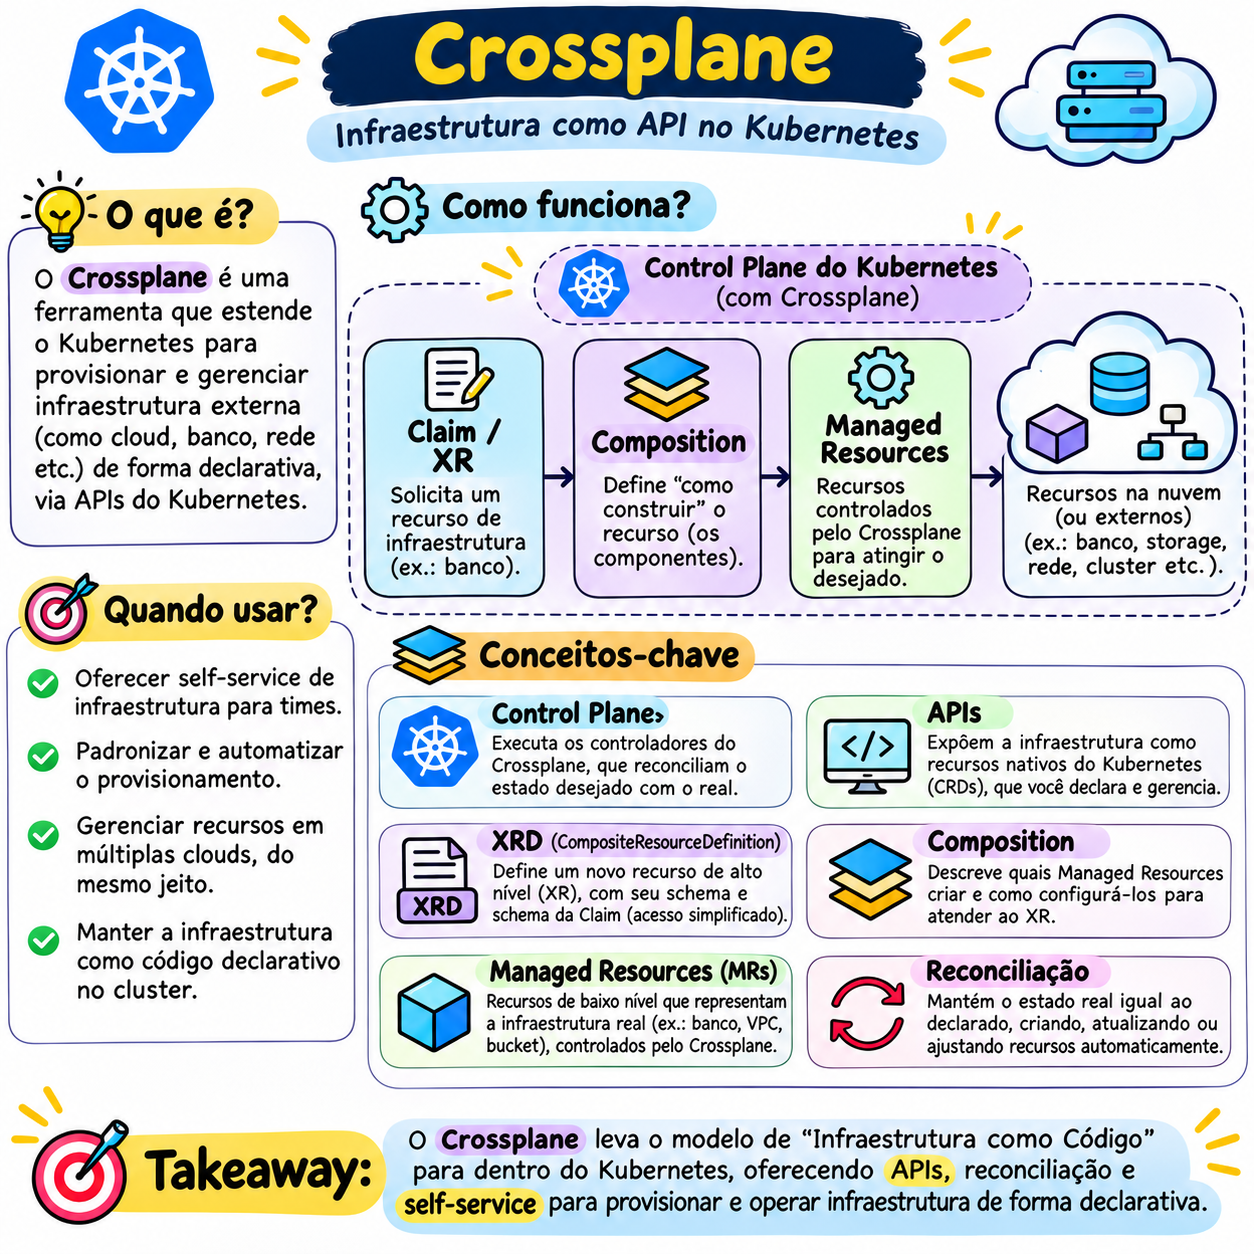 Crossplane
Infraestrutura como API no Kubernetes
O que é?
O Crossplane é uma
ferramenta que estende
o Kubernetes para
provisionar e gerenciar
infraestrutura externa
(como cloud, banco, rede
etc.) de forma declarativa,
via APIs do Kubernetes.
Como funciona?
Control Plane do Kubernetes
(com Crossplane)
Claim /
XR
Solicita um
recurso de
infraestrutura
(ex.: banco).
Composition
Define “como
construir” o
recurso (os
componentes).
Managed
Resources
Recursos
controlados
pelo Crossplane
para atingir o
desejado.
Recursos na nuvem
(ou externos)
(ex.: banco, storage,
rede, cluster etc.).
Quando usar?
Oferecer self-service de
infraestrutura para times.
Padronizar e automatizar
o provisionamento.
Gerenciar recursos em
múltiplas clouds, do
mesmo jeito.
Manter a infraestrutura
como código declarativo
no cluster.
Conceitos-chave
Control Plane
Executa os controladores do
Crossplane, que reconciliam o
estado desejado com o real.
APIs
Expõem a infraestrutura como
recursos nativos do Kubernetes
(CRDs), que você declara e gerencia.
XRD
XRD (CompositeResourceDefinition)
Define um novo recurso de alto
nível (XR), com seu schema e
schema da Claim (acesso simplificado).
Composition
Descreve quais Managed Resources
criar e como configurá-los para
atender ao XR.
Managed Resources (MRs)
Recursos de baixo nível que representam
a infraestrutura real (ex.: banco, VPC,
bucket), controlados pelo Crossplane.
Reconciliação
Mantém o estado real igual ao
declarado, criando, atualizando ou
ajustando recursos automaticamente.
Takeaway:
O Crossplane leva o modelo de “Infraestrutura como Código”
para dentro do Kubernetes, oferecendo APIs, reconciliação e
self-service para provisionar e operar infraestrutura de forma declarativa.